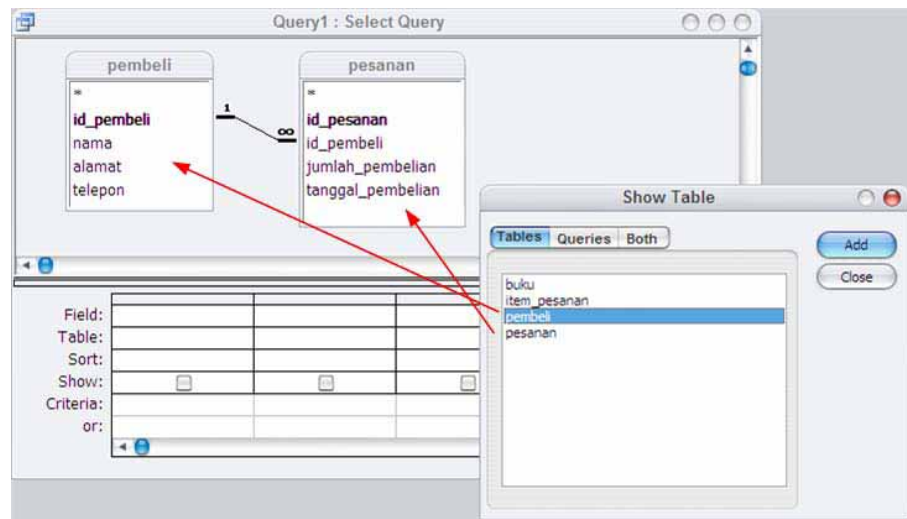 Query1 : Select Query
pembeli
*
id_pembeli
nama
alamat
telepon
1
∞
pesanan
*
id_pesanan
id_pembeli
jumlah_pembelian
tanggal_pembelian
Show Table
Tables Queries Both
Add
Close
buku
item_pesanan
pembeli
pesanan
Field:
Table:
Sort:
Show:
Criteria:
or: